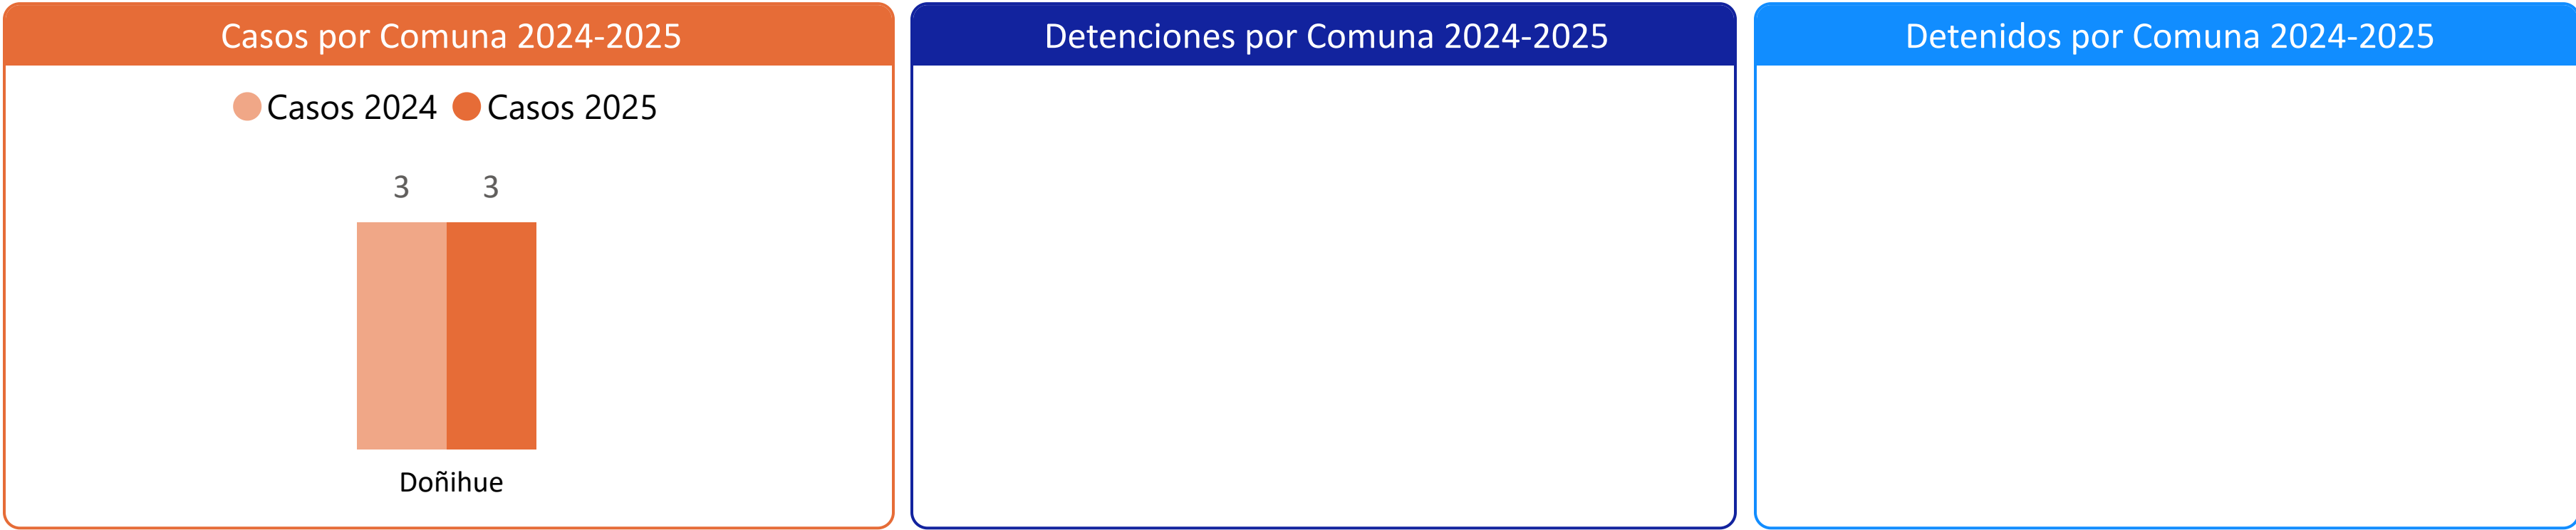 Casos por Comuna 2024-2025
Casos 2024 Casos 2025
3 3
Doñihue
Detenciones por Comuna 2024-2025
Detenidos por Comuna 2024-2025